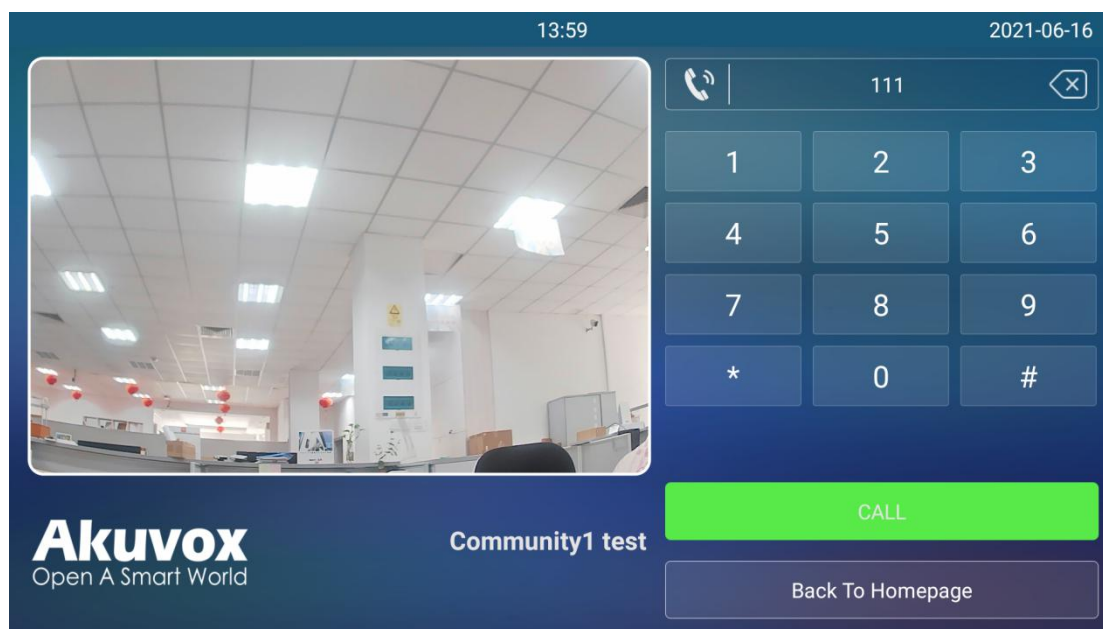 13:59
2021-06-16
111
1 2 3
4 5 6
7 8 9
* 0 #
CALL
Back To Homepage
Akuvox
Open A Smart World
Community1 test